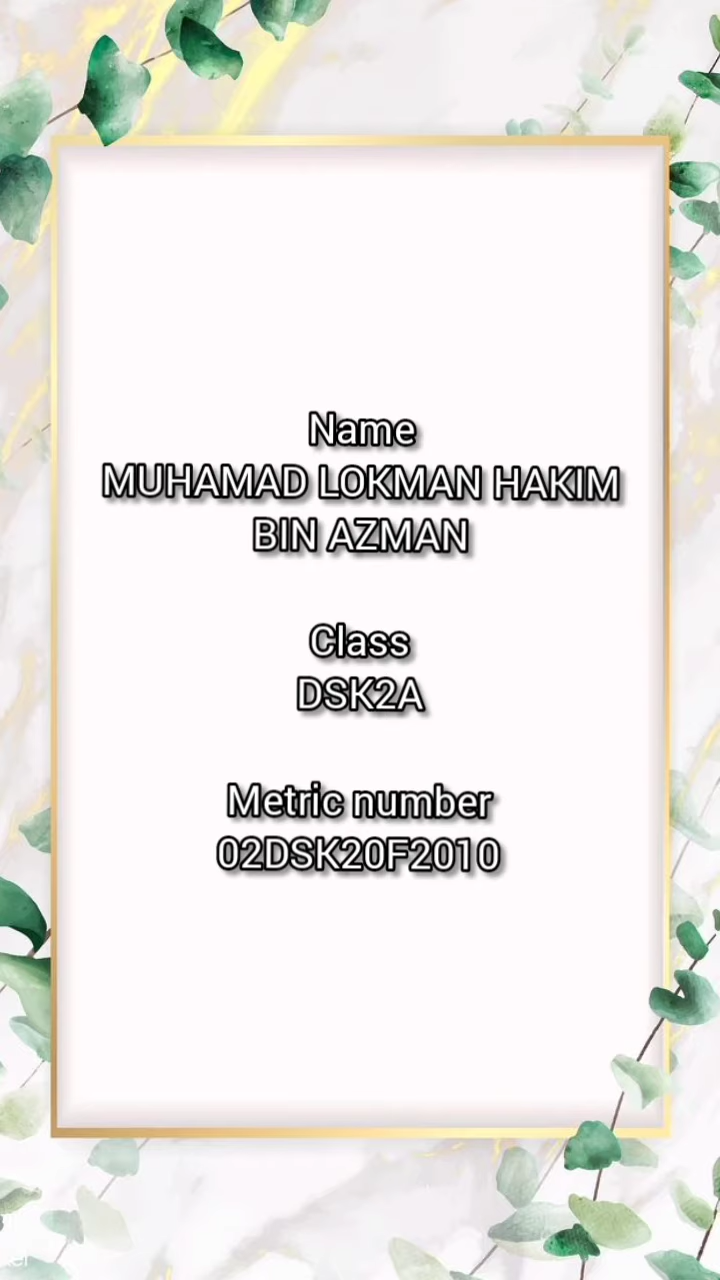 Name
MUHAMAD LOKMAN HAKIM
BIN AZMAN
Class
DSK2A
Metric number
02DSK20F2010